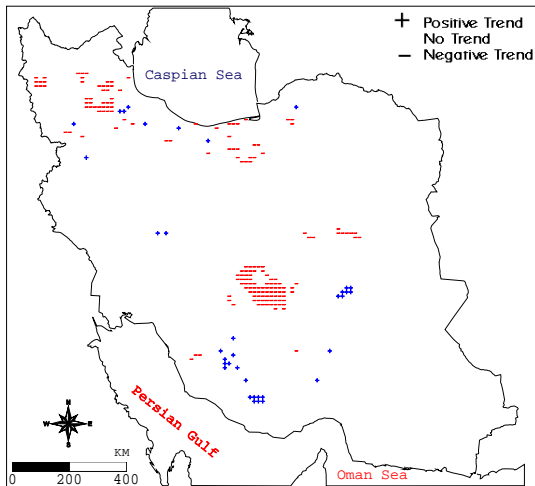 + Positive Trend
No Trend
− Negative Trend
Caspian Sea
Persian Gulf
N
W E
S
KM
0 200 400
Oman Sea